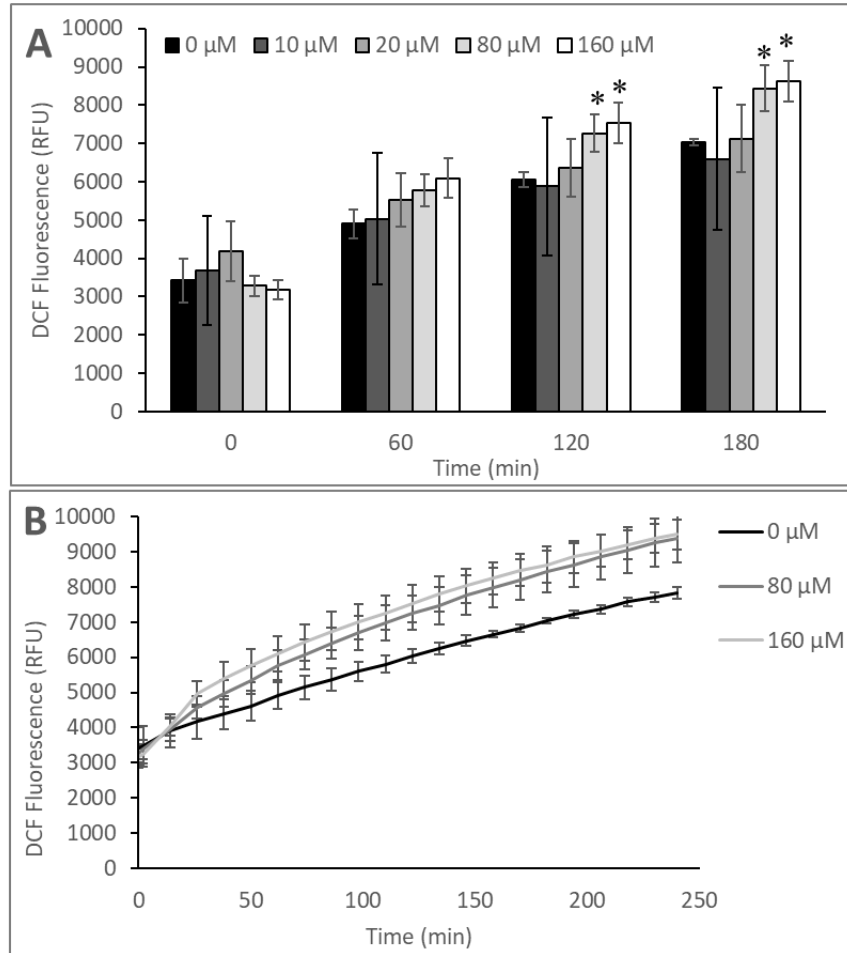 A
0 µM 10 µM 20 µM 80 µM 160 µM
* *
* *
10000
9000
8000
7000
6000
5000
4000
3000
2000
1000
0
DCF Fluorescence (RFU)
0 60 120 180
Time (min)
B
10000
9000
8000
7000
6000
5000
4000
3000
2000
1000
0
DCF Fluorescence (RFU)
0 µM
80 µM
160 µM
0 50 100 150 200 250
Time (min)